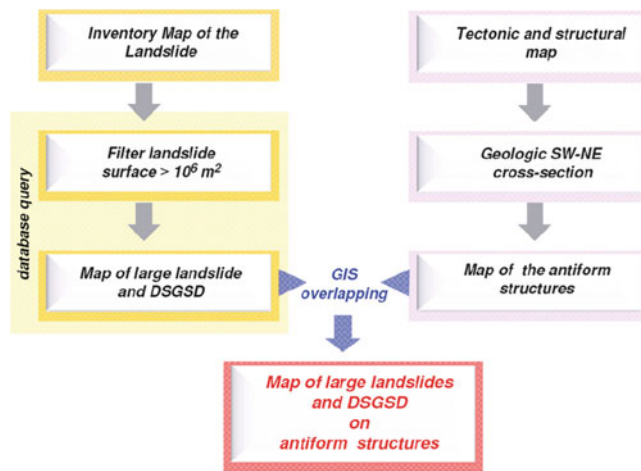 Inventory Map of the
Landslide
Tectonic and structural
map
database query
Filter landslide
surface > 10⁶ m²
Geologic SW-NE
cross-section
Map of large landslide
and DSGSD
GIS
overlapping
Map of the antiform
structures
Map of large landslides
and DSGSD
on
antiform structures